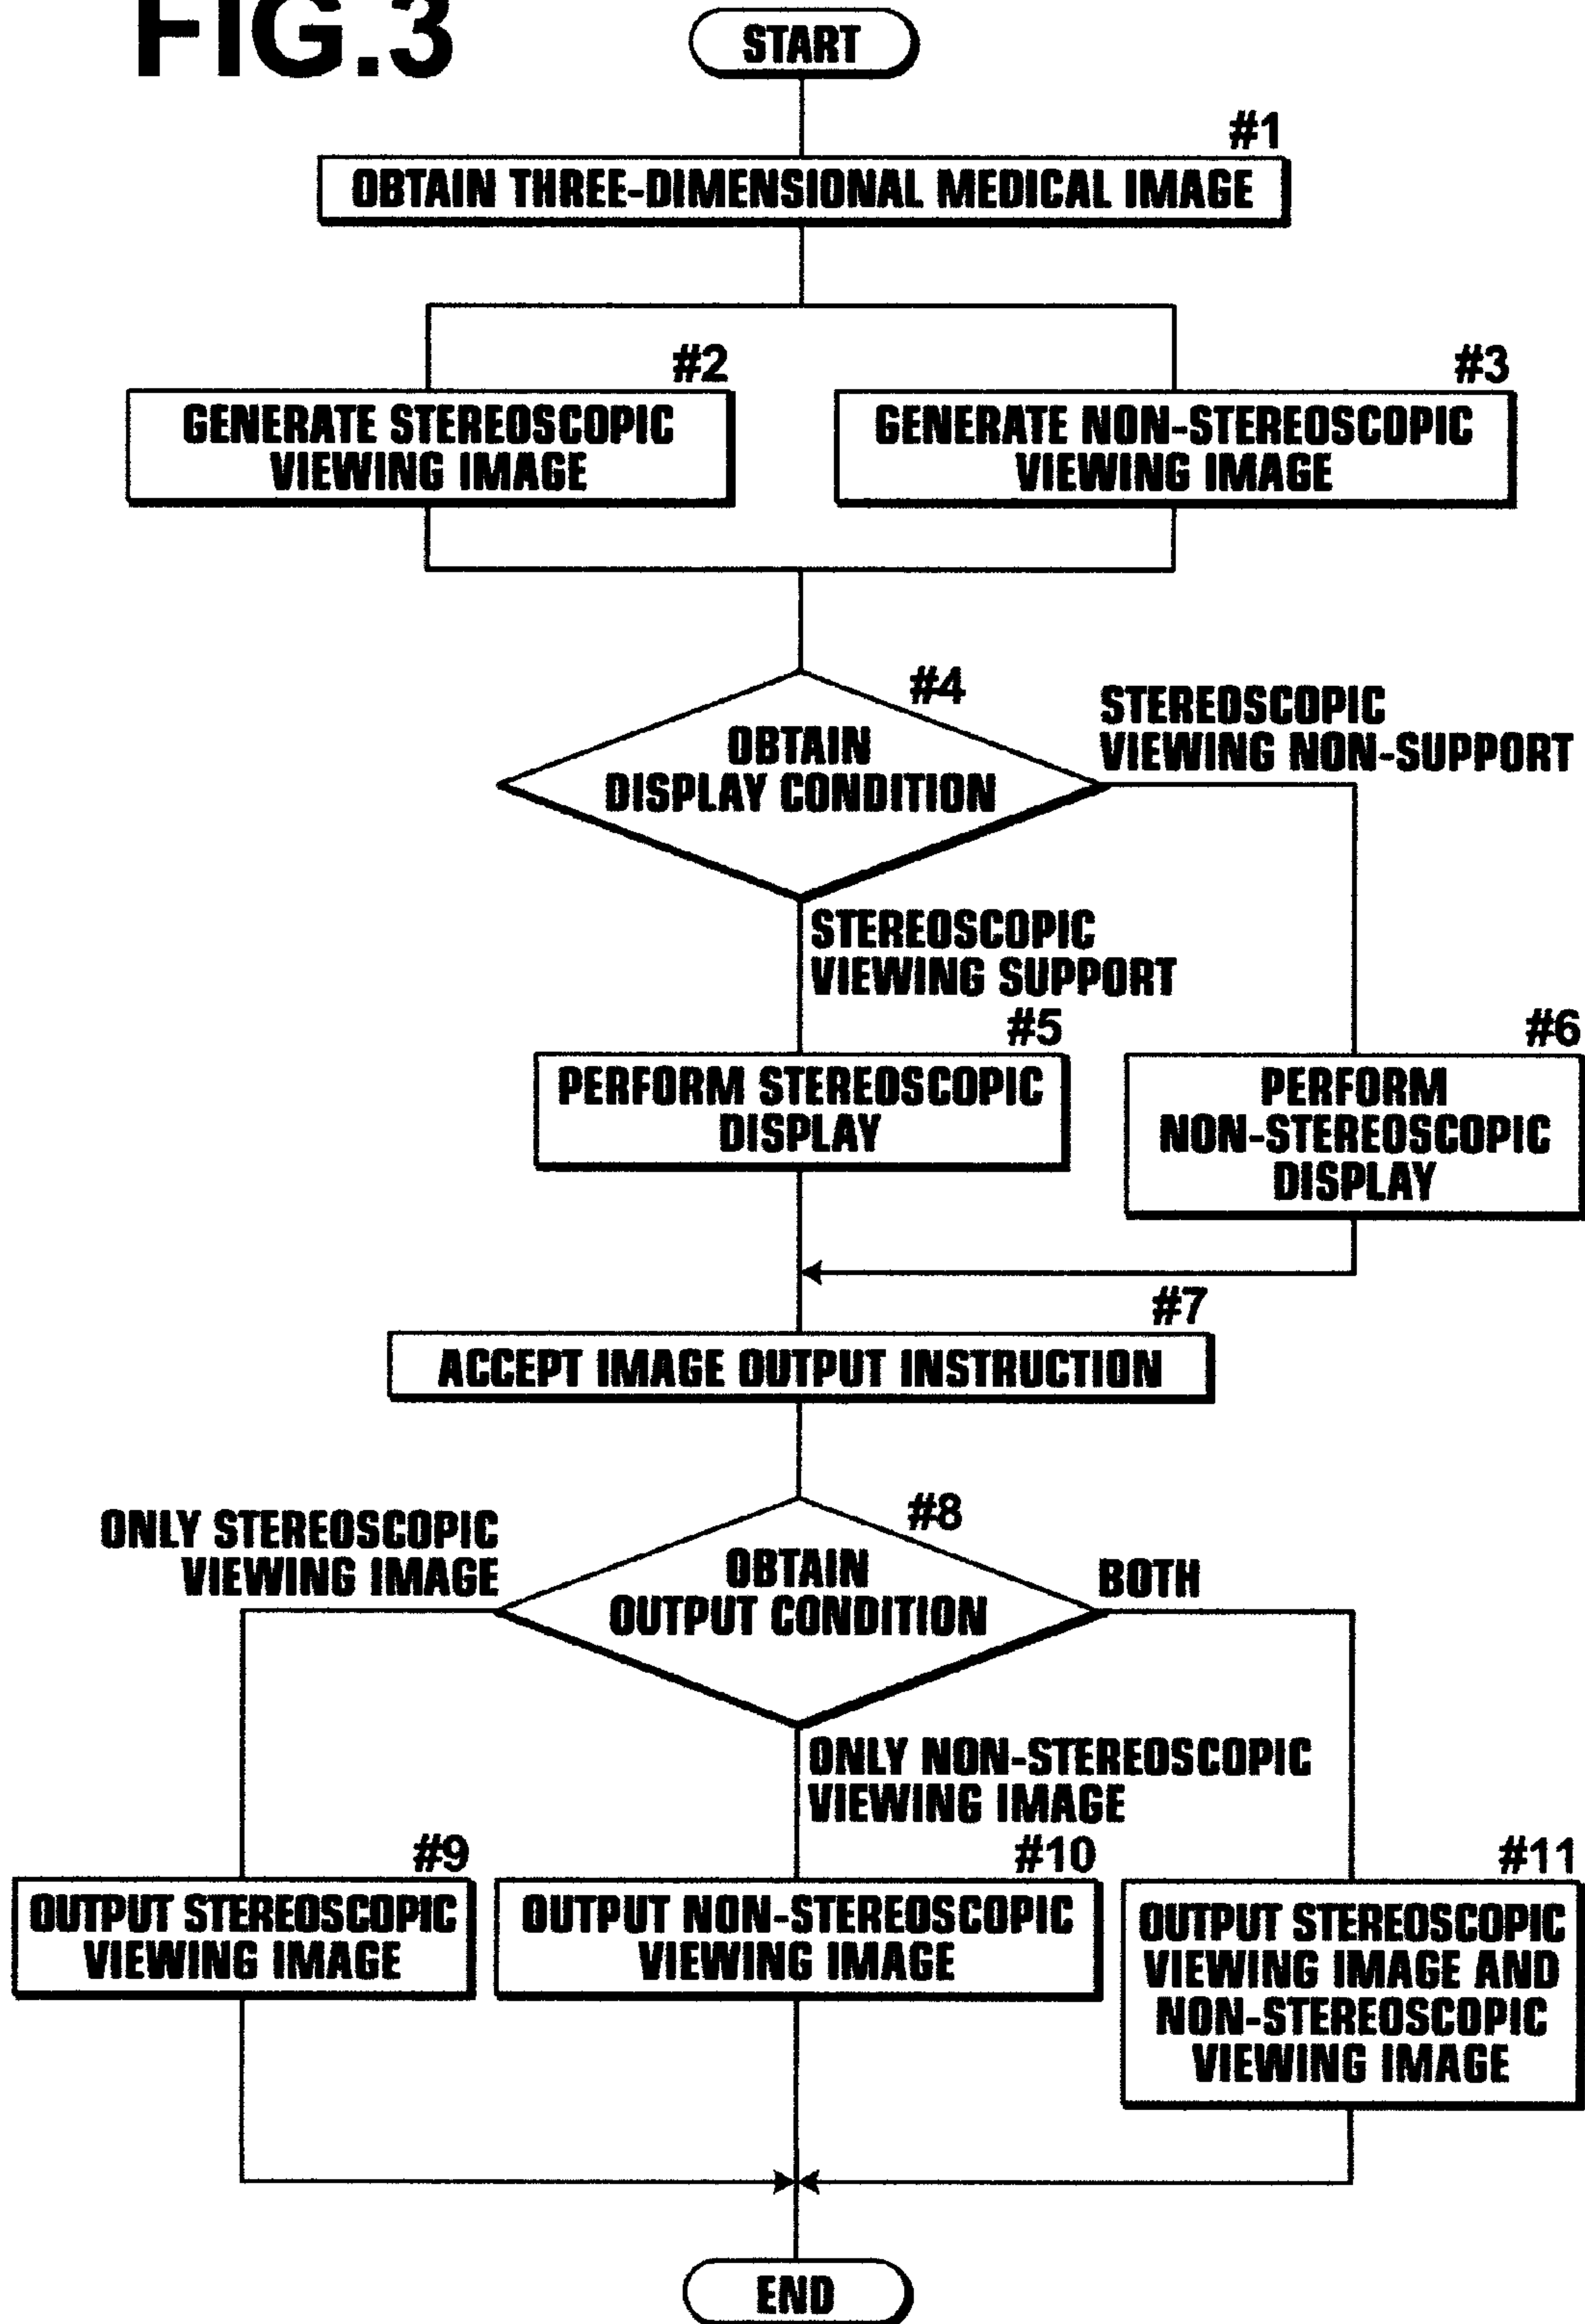 FIG.3
START
#1
OBTAIN THREE-DIMENSIONAL MEDICAL IMAGE
#2
GENERATE STEREOSCOPIC
VIEWING IMAGE
#3
GENERATE NON-STEREOSCOPIC
VIEWING IMAGE
#4
OBTAIN
DISPLAY CONDITION
STEREOSCOPIC
VIEWING NON-SUPPORT
STEREOSCOPIC
VIEWING SUPPORT
#5
PERFORM STEREOSCOPIC
DISPLAY
#6
PERFORM
NON-STEREOSCOPIC
DISPLAY
#7
ACCEPT IMAGE OUTPUT INSTRUCTION
#8
OBTAIN
OUTPUT CONDITION
ONLY STEREOSCOPIC
VIEWING IMAGE
BOTH
ONLY NON-STEREOSCOPIC
VIEWING IMAGE
#9
OUTPUT STEREOSCOPIC
VIEWING IMAGE
#10
OUTPUT NON-STEREOSCOPIC
VIEWING IMAGE
#11
OUTPUT STEREOSCOPIC
VIEWING IMAGE AND
NON-STEREOSCOPIC
VIEWING IMAGE
END